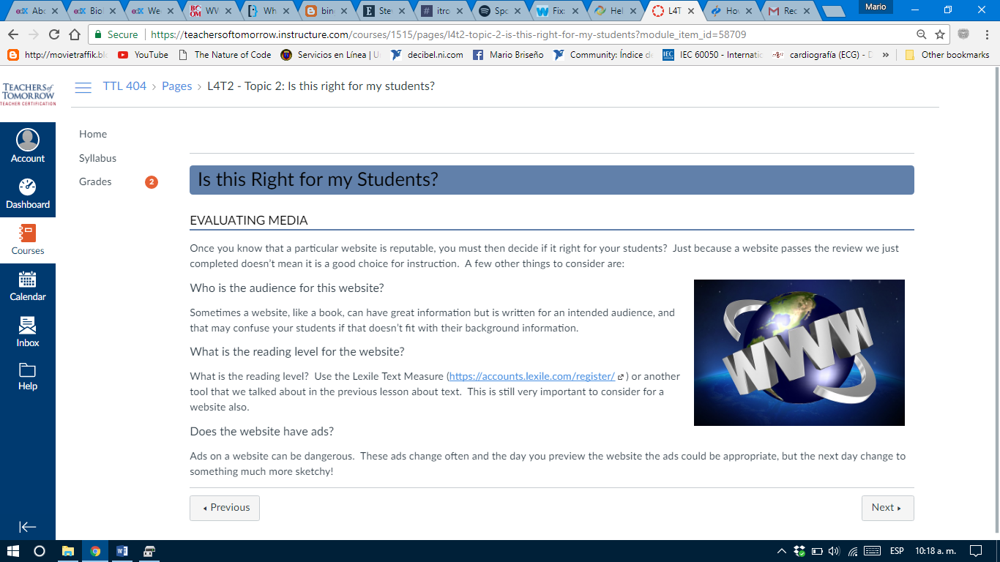 Abc
Biol
We
WV
Wh
bin
Stev
itro
Spo
Fix
Hel
L4T
Hov
Rec
Mario
Secure
https://teachersoftomorrow.instructure.com/courses/1515/pages/l4t2-topic-2-is-this-right-for-my-students?module_item_id=58709
http://movietraffik.bl
YouTube
The Nature of Code
Servicios en Línea | U
decibel.ni.com
Mario Briseño
Community: Índice de
IEC 60050 - Internatio
cardiografía (ECG) - D
»
Other bookmarks
TEACHERS of TOMORROW
TEACHER CERTIFICATION
TTL 404 › Pages › L4T2 - Topic 2: Is this right for my students?
Account
Dashboard
Courses
Calendar
Inbox
Help
Home
Syllabus
Grades 2
Is this Right for my Students?
EVALUATING MEDIA
Once you know that a particular website is reputable, you must then decide if it right for your students? Just because a website passes the review we just
completed doesn't mean it is a good choice for instruction. A few other things to consider are:
Who is the audience for this website?
Sometimes a website, like a book, can have great information but is written for an intended audience, and
that may confuse your students if that doesn't fit with their background information.
What is the reading level for the website?
What is the reading level? Use the Lexile Text Measure (https://accounts.lexile.com/register/ ) or another
tool that we talked about in the previous lesson about text. This is still very important to consider for a
website also.
Does the website have ads?
Ads on a website can be dangerous. These ads change often and the day you preview the website the ads could be appropriate, but the next day change to
something much more sketchy!
WWW
Previous
Next
ESP
10:18 a. m.